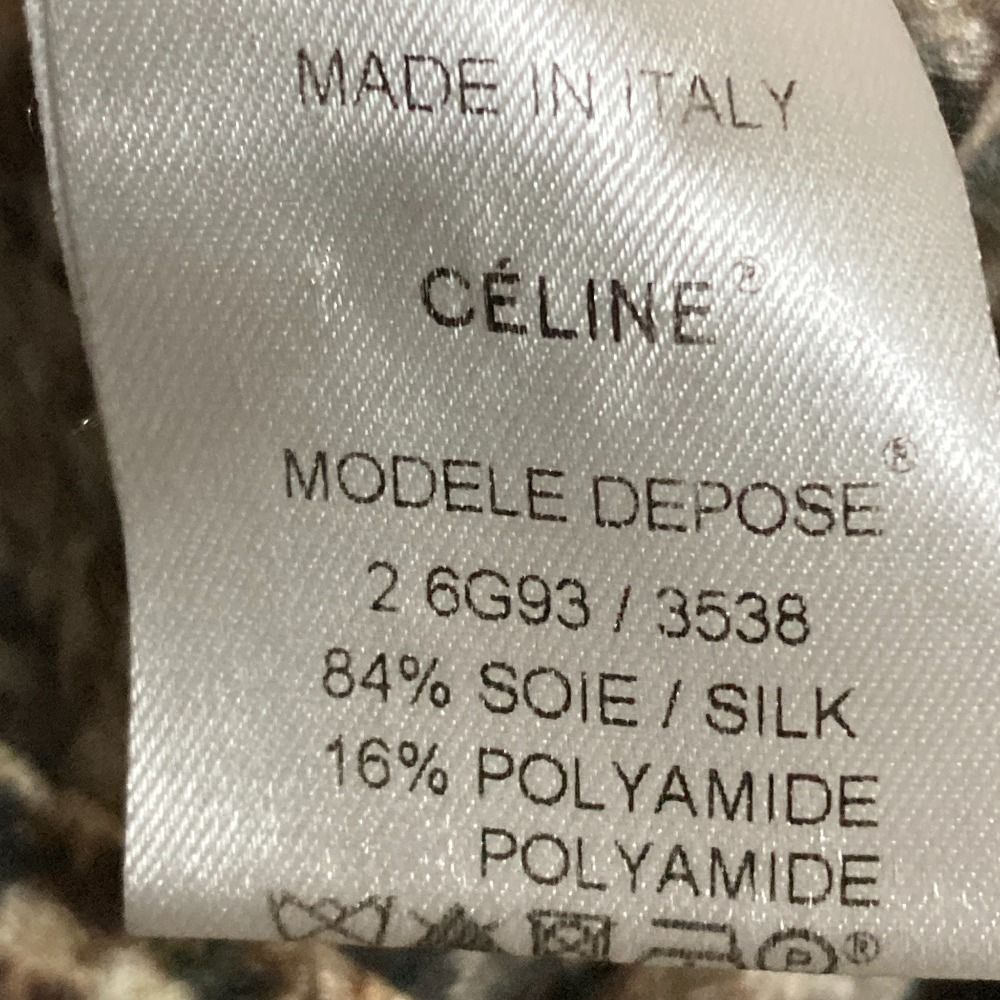 MADE IN ITALY
CÉLINE®
MODELE DEPOSE®
2 6G93 / 3538
84% SOIE / SILK
16% POLYAMIDE
POLYAMIDE
P ®